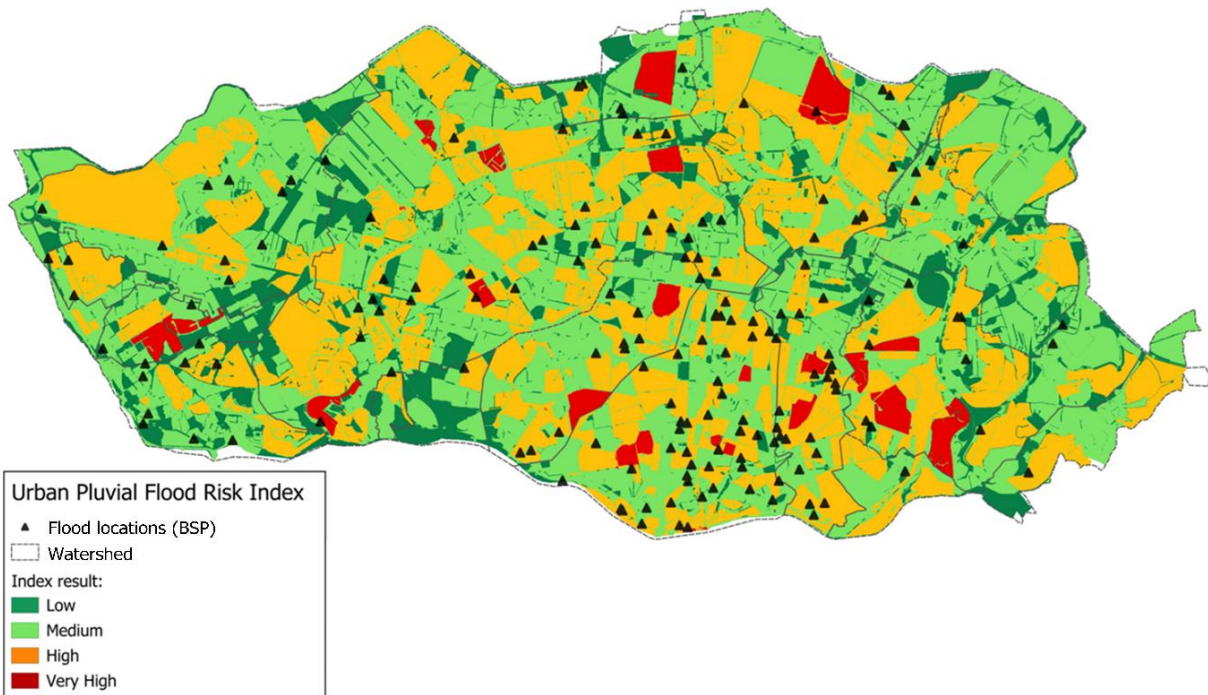 Urban Pluvial Flood Risk Index
Flood locations (BSP)
Watershed
Index result:
Low
Medium
High
Very High